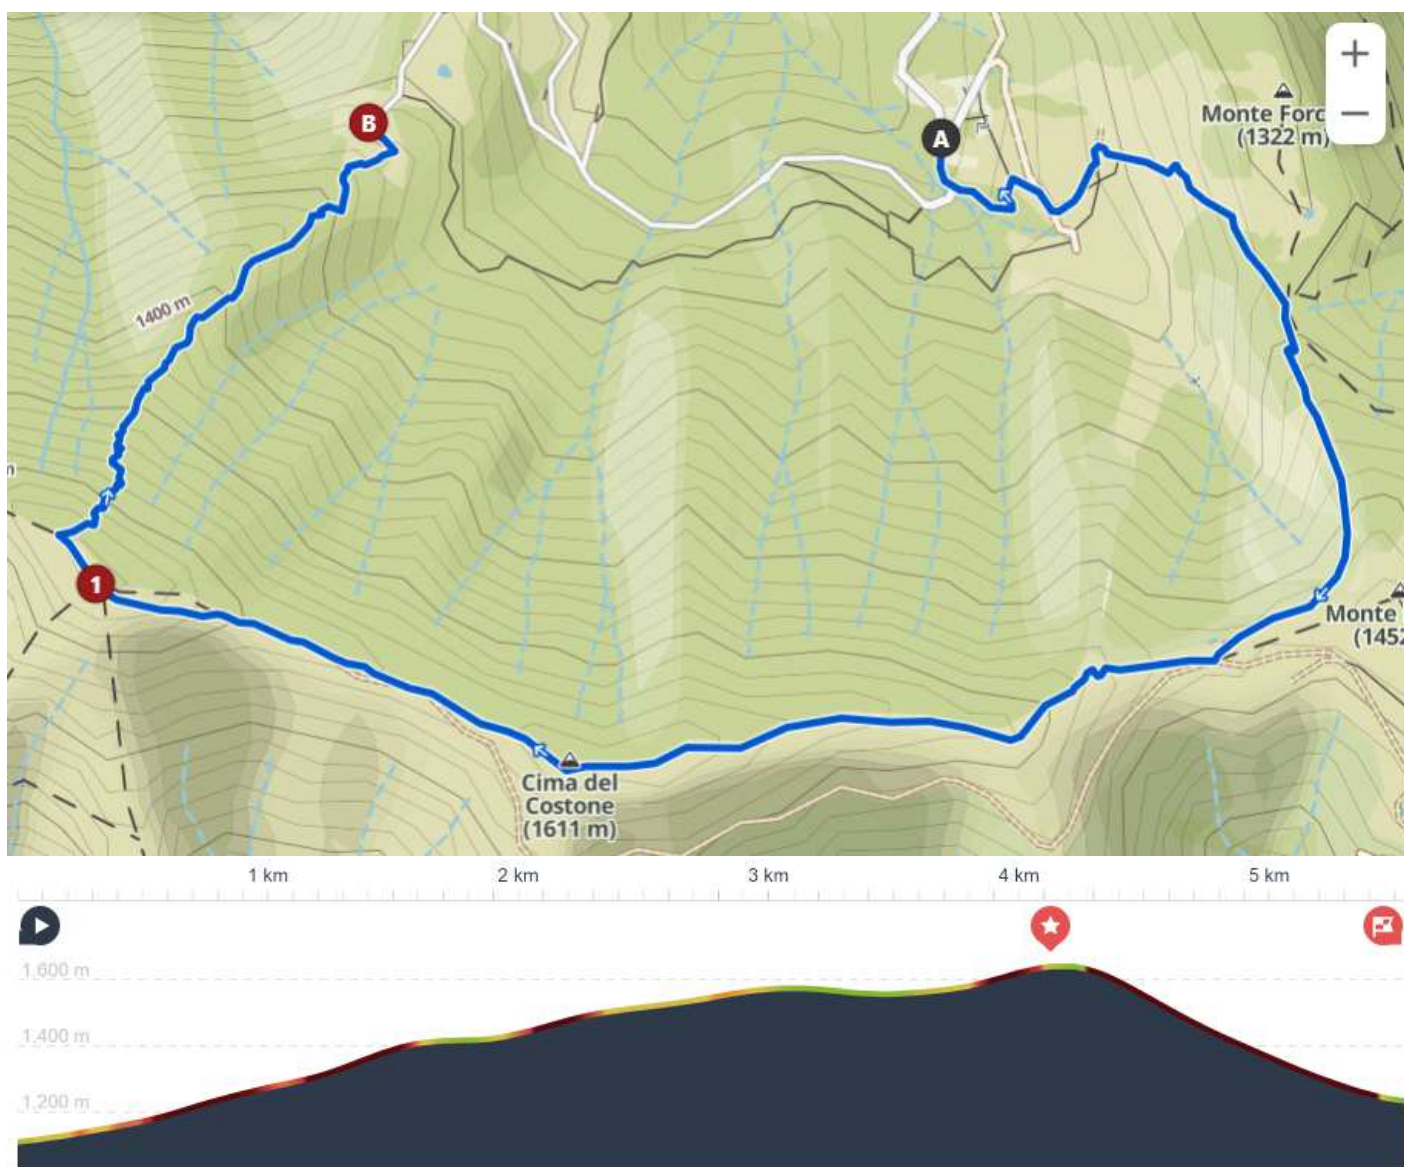 +
B
A
Monte Forc
(1322 m)
−
1400 m
1
Monte
(1452
Cima del
Costone
(1611 m)
1 km
2 km
3 km
4 km
5 km
1,600 m
1,400 m
1,200 m